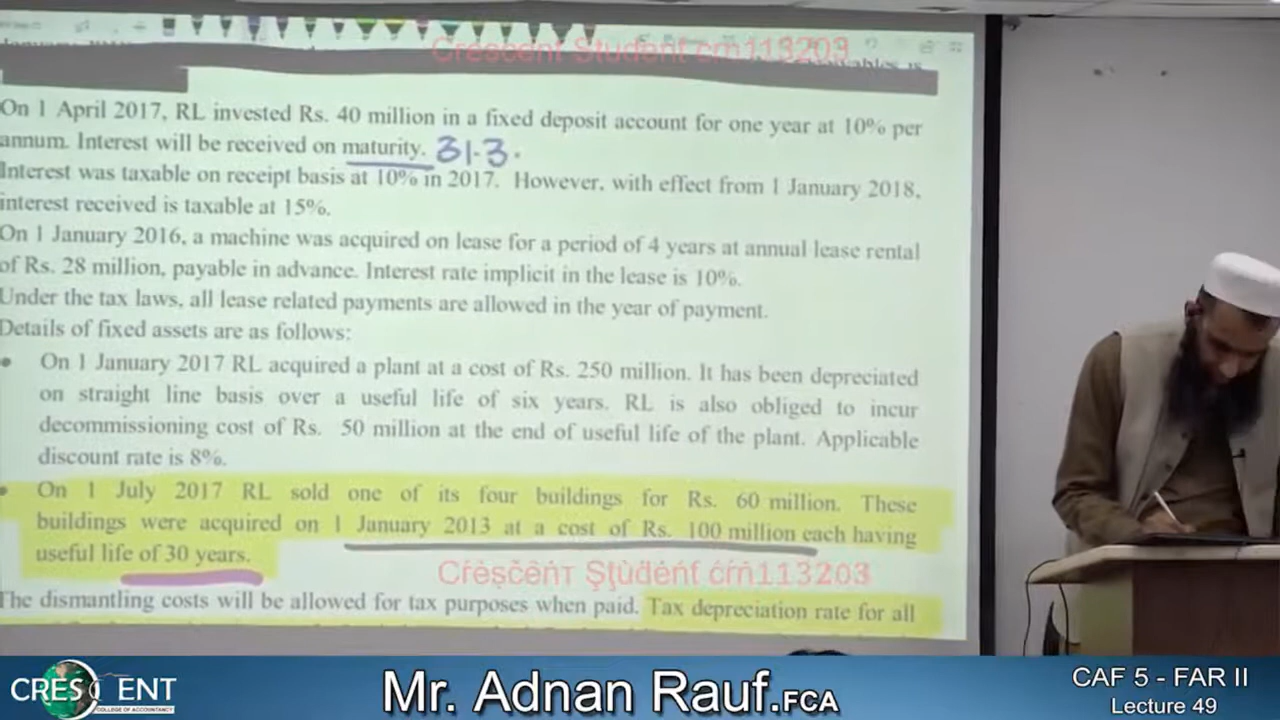 Crescent Student crn113203
On 1 April 2017, RL invested Rs. 40 million in a fixed deposit account for one year at 10% per
annum. Interest will be received on maturity. 31.3.
Interest was taxable on receipt basis at 10% in 2017. However, with effect from 1 January 2018,
interest received is taxable at 15%.
On 1 January 2016, a machine was acquired on lease for a period of 4 years at annual lease rental
of Rs. 28 million, payable in advance. Interest rate implicit in the lease is 10%.
Under the tax laws, all lease related payments are allowed in the year of payment.
Details of fixed assets are as follows:
• On 1 January 2017 RL acquired a plant at a cost of Rs. 250 million. It has been depreciated
on straight line basis over a useful life of six years. RL is also obliged to incur
decommissioning cost of Rs. 50 million at the end of useful life of the plant. Applicable
discount rate is 8%.
• On 1 July 2017 RL sold one of its four buildings for Rs. 60 million. These
buildings were acquired on 1 January 2013 at a cost of Rs. 100 million each having
useful life of 30 years.
Crėşčêńт Şţùďėńť ćŕń113203
The dismantling costs will be allowed for tax purposes when paid. Tax depreciation rate for all
CRESCENT
COLLEGE OF ACCOUNTANCY
Mr. Adnan Rauf.FCA
CAF 5 - FAR II
Lecture 49